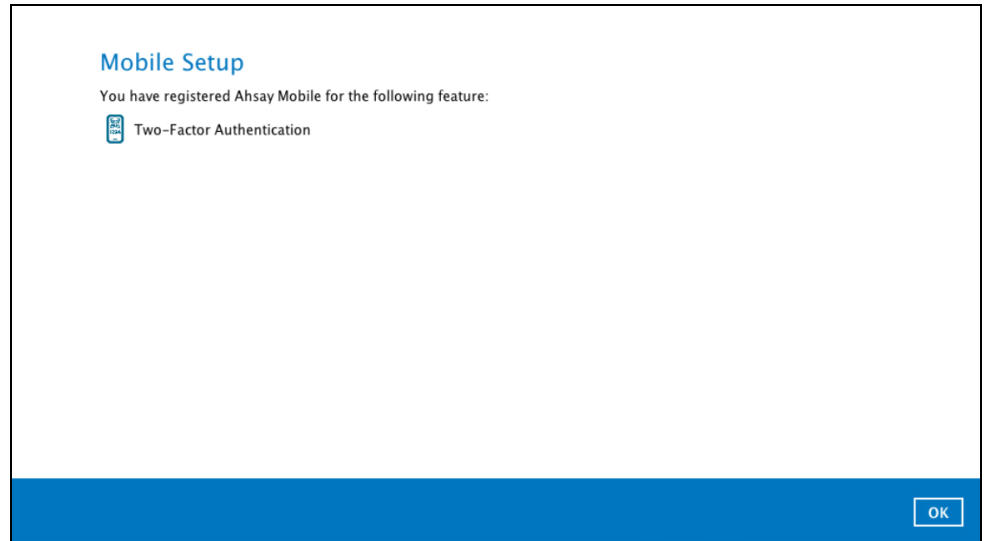 Mobile Setup
You have registered Ahsay Mobile for the following feature:
Two-Factor Authentication
OK